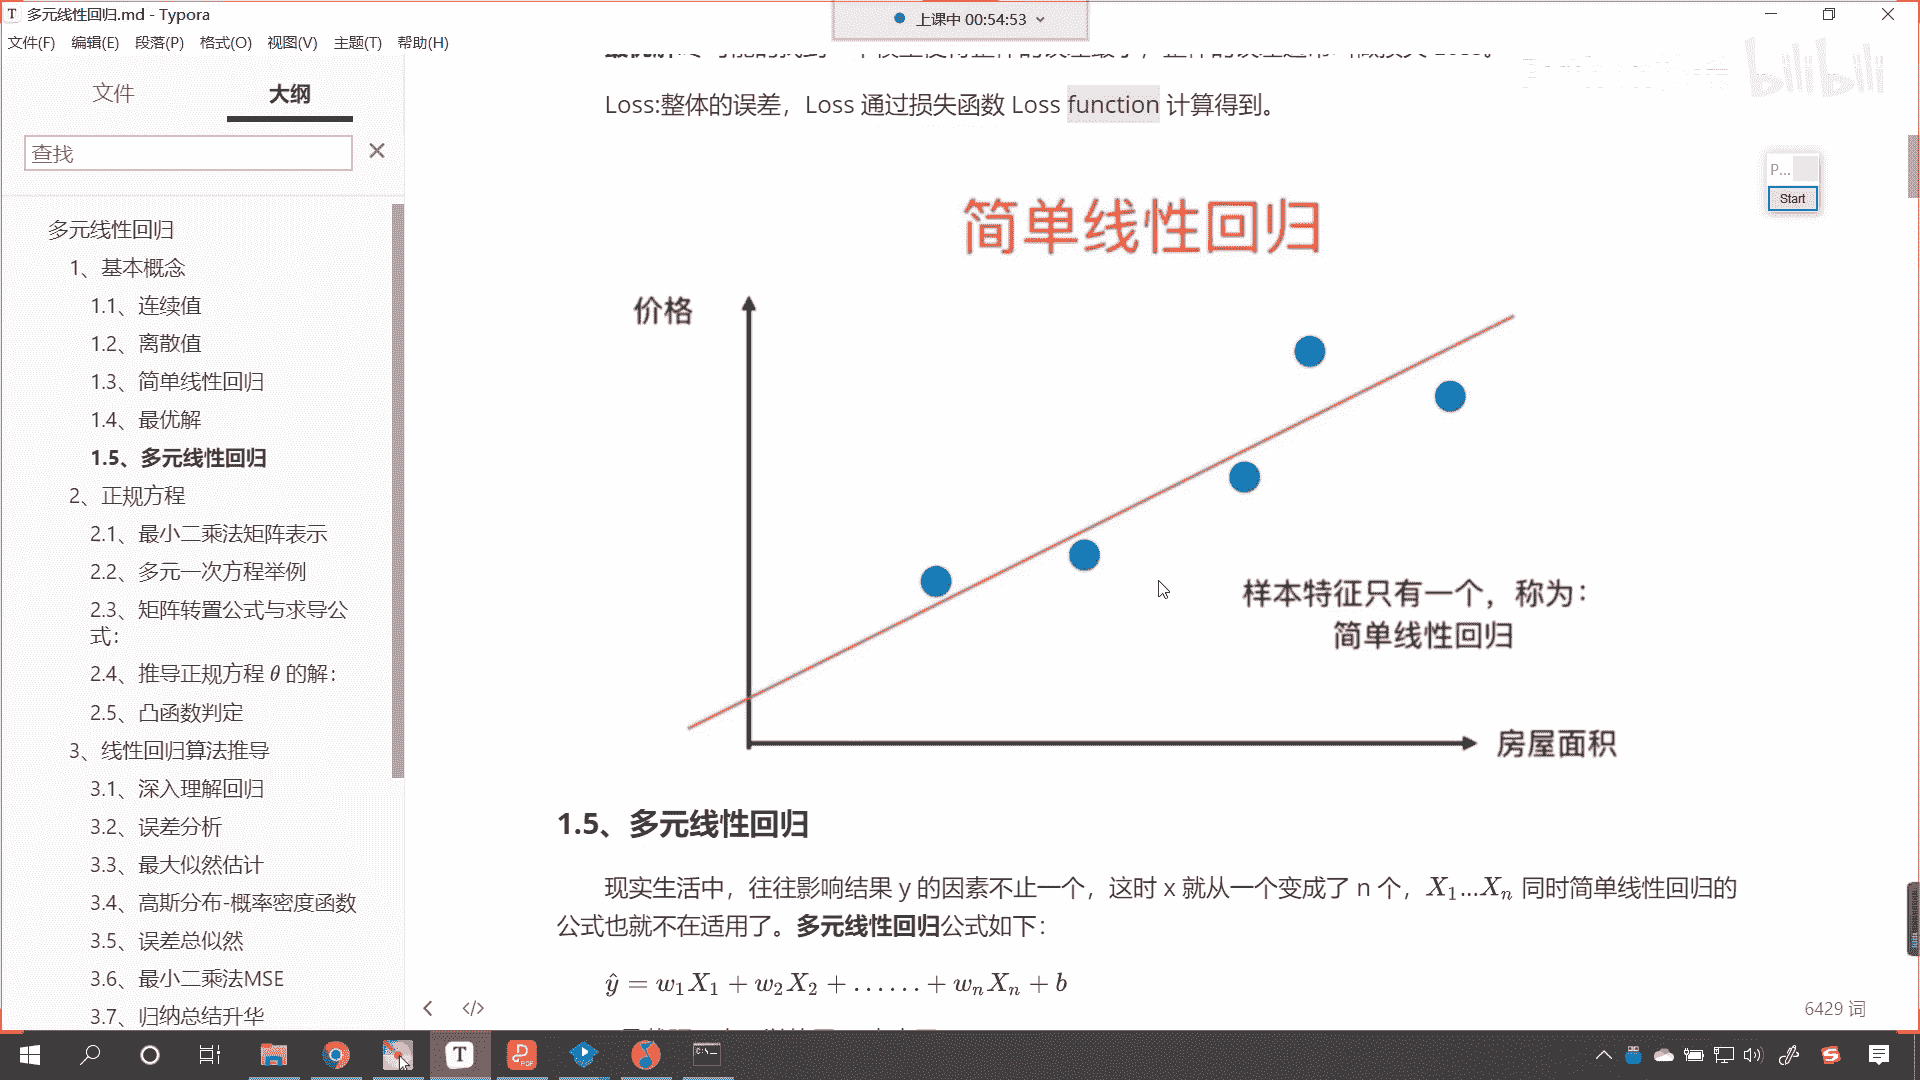 多元线性回归.md - Typora
上课中 00:54:53
文件(F) 编辑(E) 段落(P) 格式(O) 视图(V) 主题(T) 帮助(H)
文件
大纲
查找
多元线性回归
1、基本概念
1.1、连续值
1.2、离散值
1.3、简单线性回归
1.4、最优解
1.5、多元线性回归
2、正规方程
2.1、最小二乘法矩阵表示
2.2、多元一次方程举例
2.3、矩阵转置公式与求导公
式：
2.4、推导正规方程 θ 的解：
2.5、凸函数判定
3、线性回归算法推导
3.1、深入理解回归
3.2、误差分析
3.3、最大似然估计
3.4、高斯分布-概率密度函数
3.5、误差总似然
3.6、最小二乘法MSE
3.7、归纳总结升华
Loss:整体的误差，Loss 通过损失函数 Loss function 计算得到。
简单线性回归
价格
样本特征只有一个，称为：
简单线性回归
房屋面积
1.5、多元线性回归
现实生活中，往往影响结果 y 的因素不止一个，这时 x 就从一个变成了 n 个，X₁...Xₙ 同时简单线性回归的
公式也就不在适用了。多元线性回归公式如下：
ŷ = w₁X₁ + w₂X₂ + ...... + wₙXₙ + b
6429 词
P...
Start
bilibili